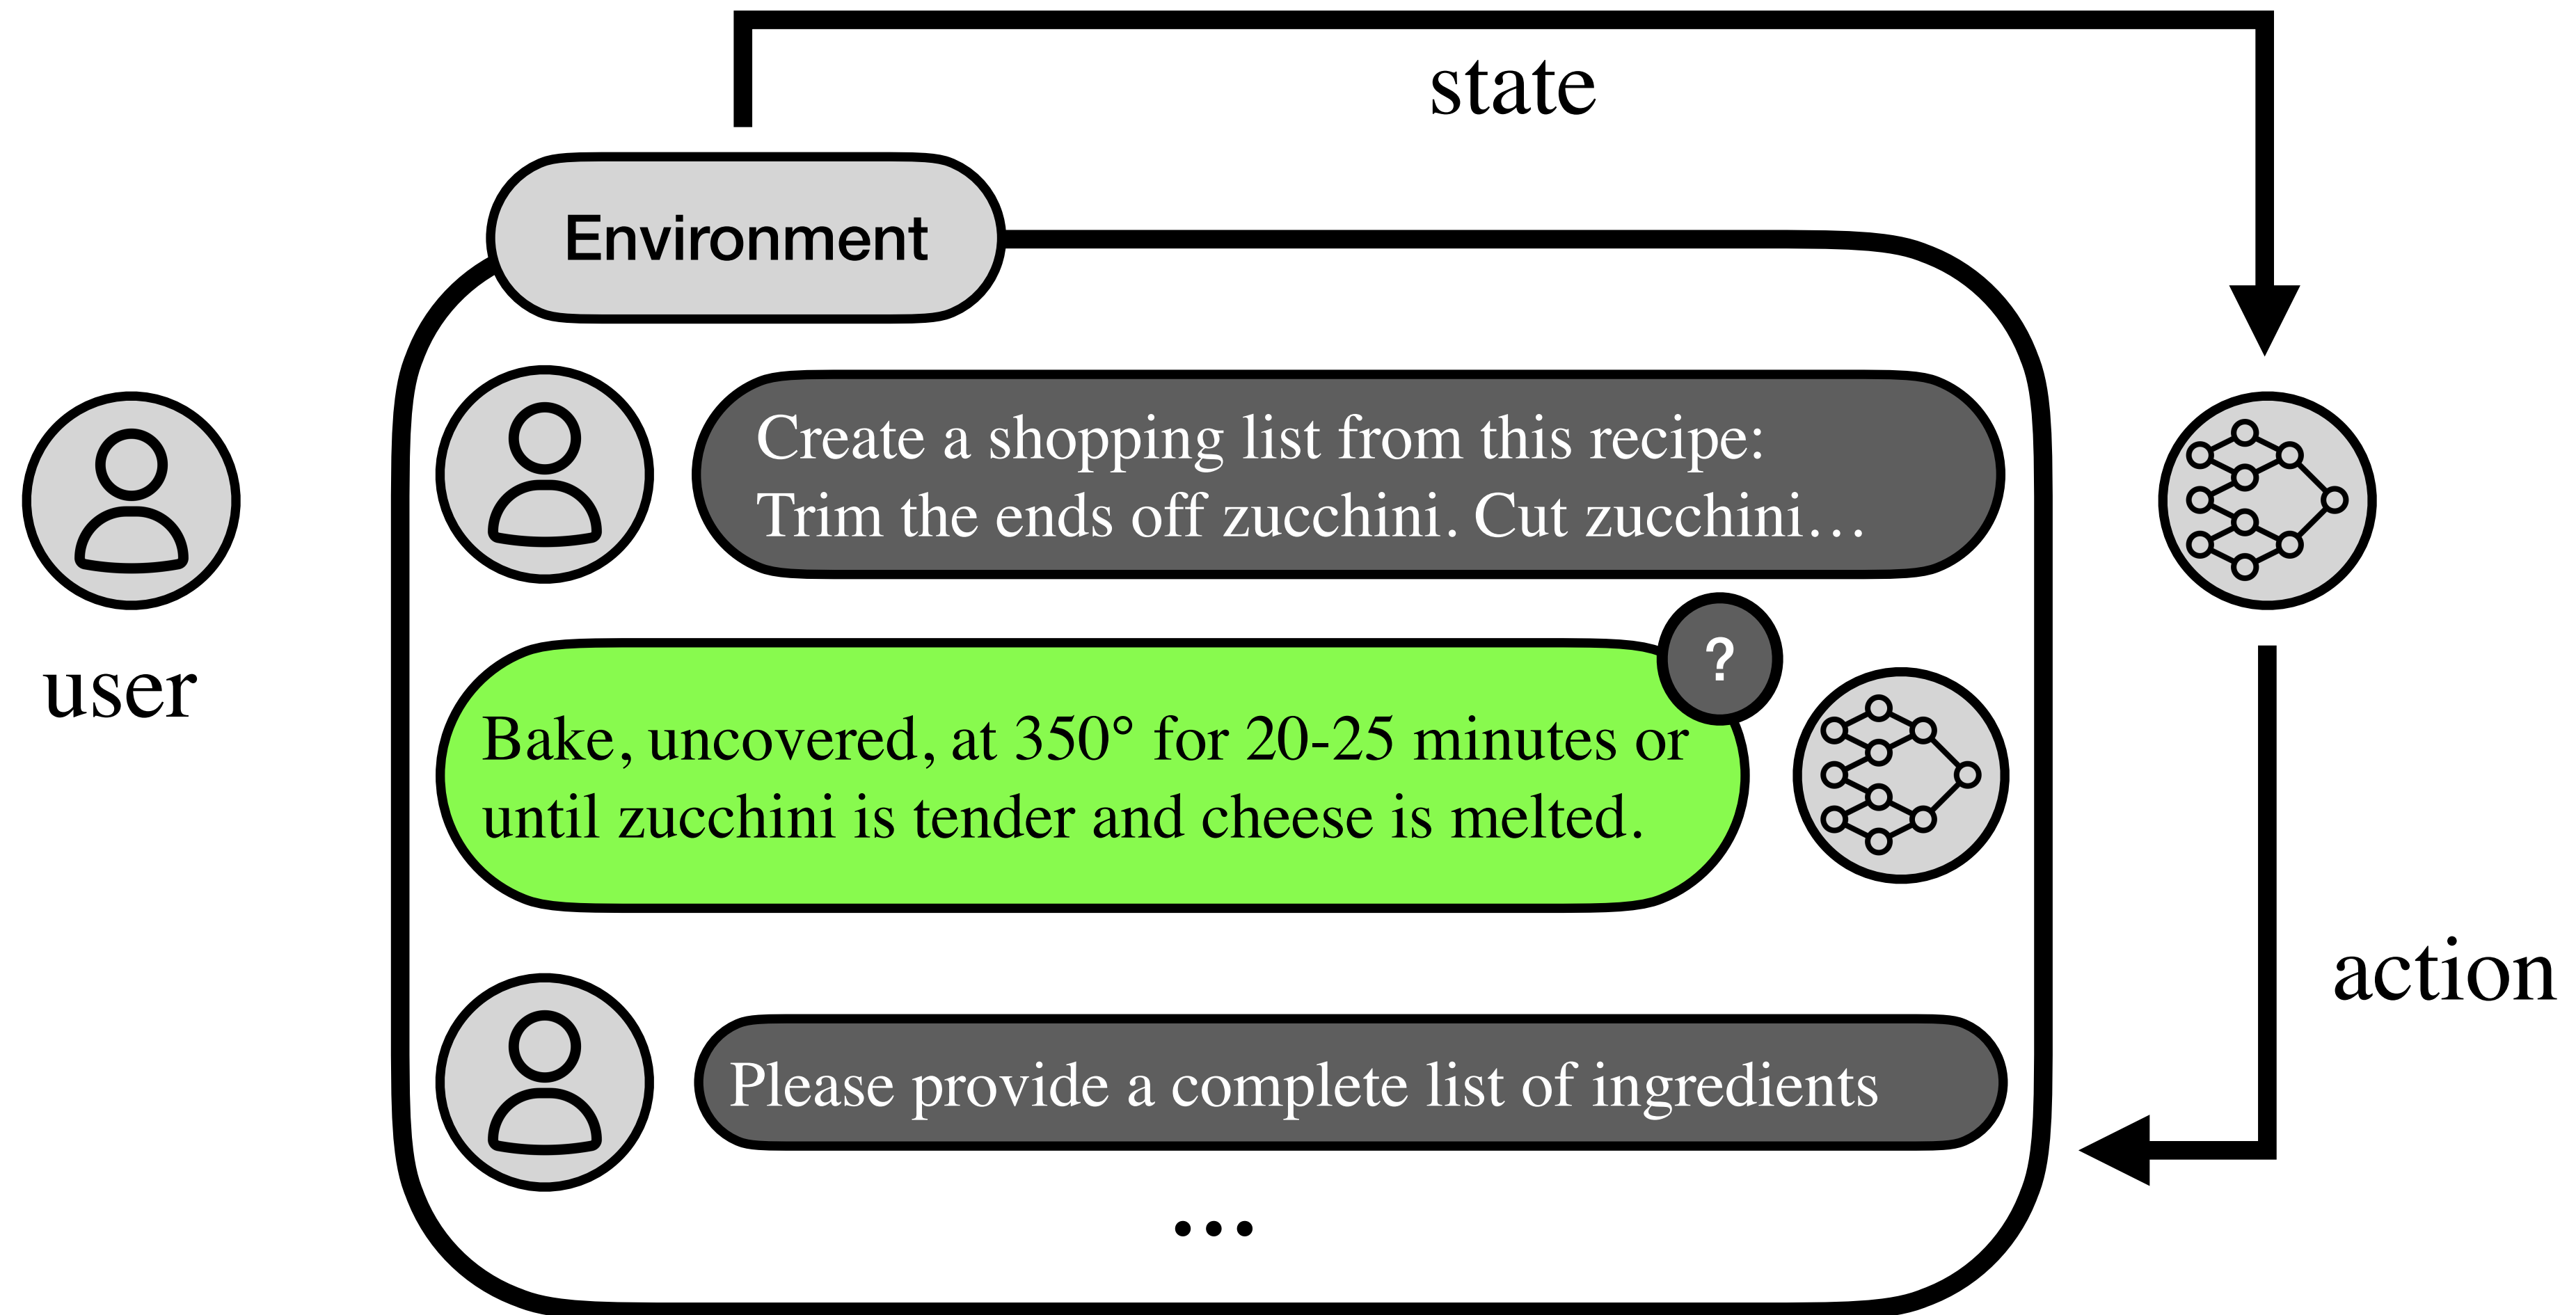 state
Environment
Create a shopping list from this recipe:
Trim the ends off zucchini. Cut zucchini…
user
?
Bake, uncovered, at 350° for 20-25 minutes or
until zucchini is tender and cheese is melted.
action
Please provide a complete list of ingredients
...